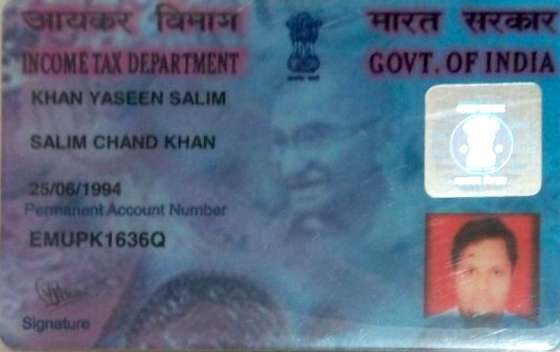 आयकर विभाग
भारत सरकार
INCOME TAX DEPARTMENT
GOVT. OF INDIA
KHAN YASEEN SALIM
SALIM CHAND KHAN
25/06/1994
Permanent Account Number
EMUPK1636Q
Signature